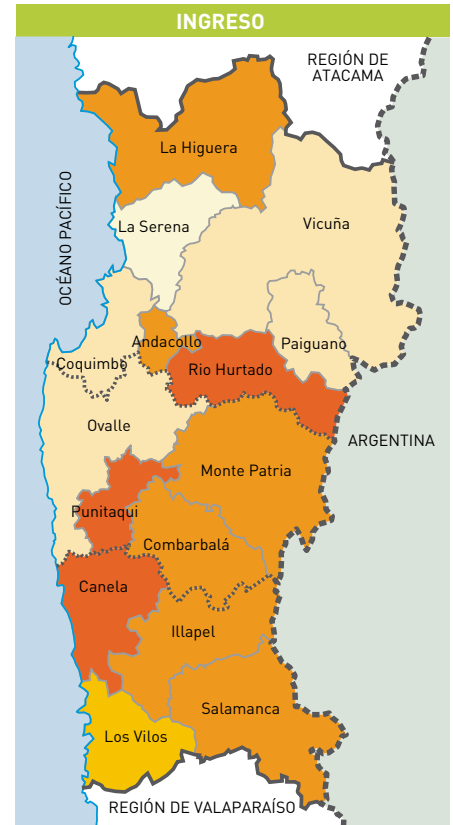 INGRESO
REGIÓN DE
ATACAMA
La Higuera
OCÉANO PACÍFICO
La Serena
Vicuña
Andacollo
Paiguano
Coquimbo
Rio Hurtado
Ovalle
ARGENTINA
Monte Patria
Punitaqui
Combarbalá
Canela
Illapel
Salamanca
Los Vilos
REGIÓN DE VALAPARAÍSO